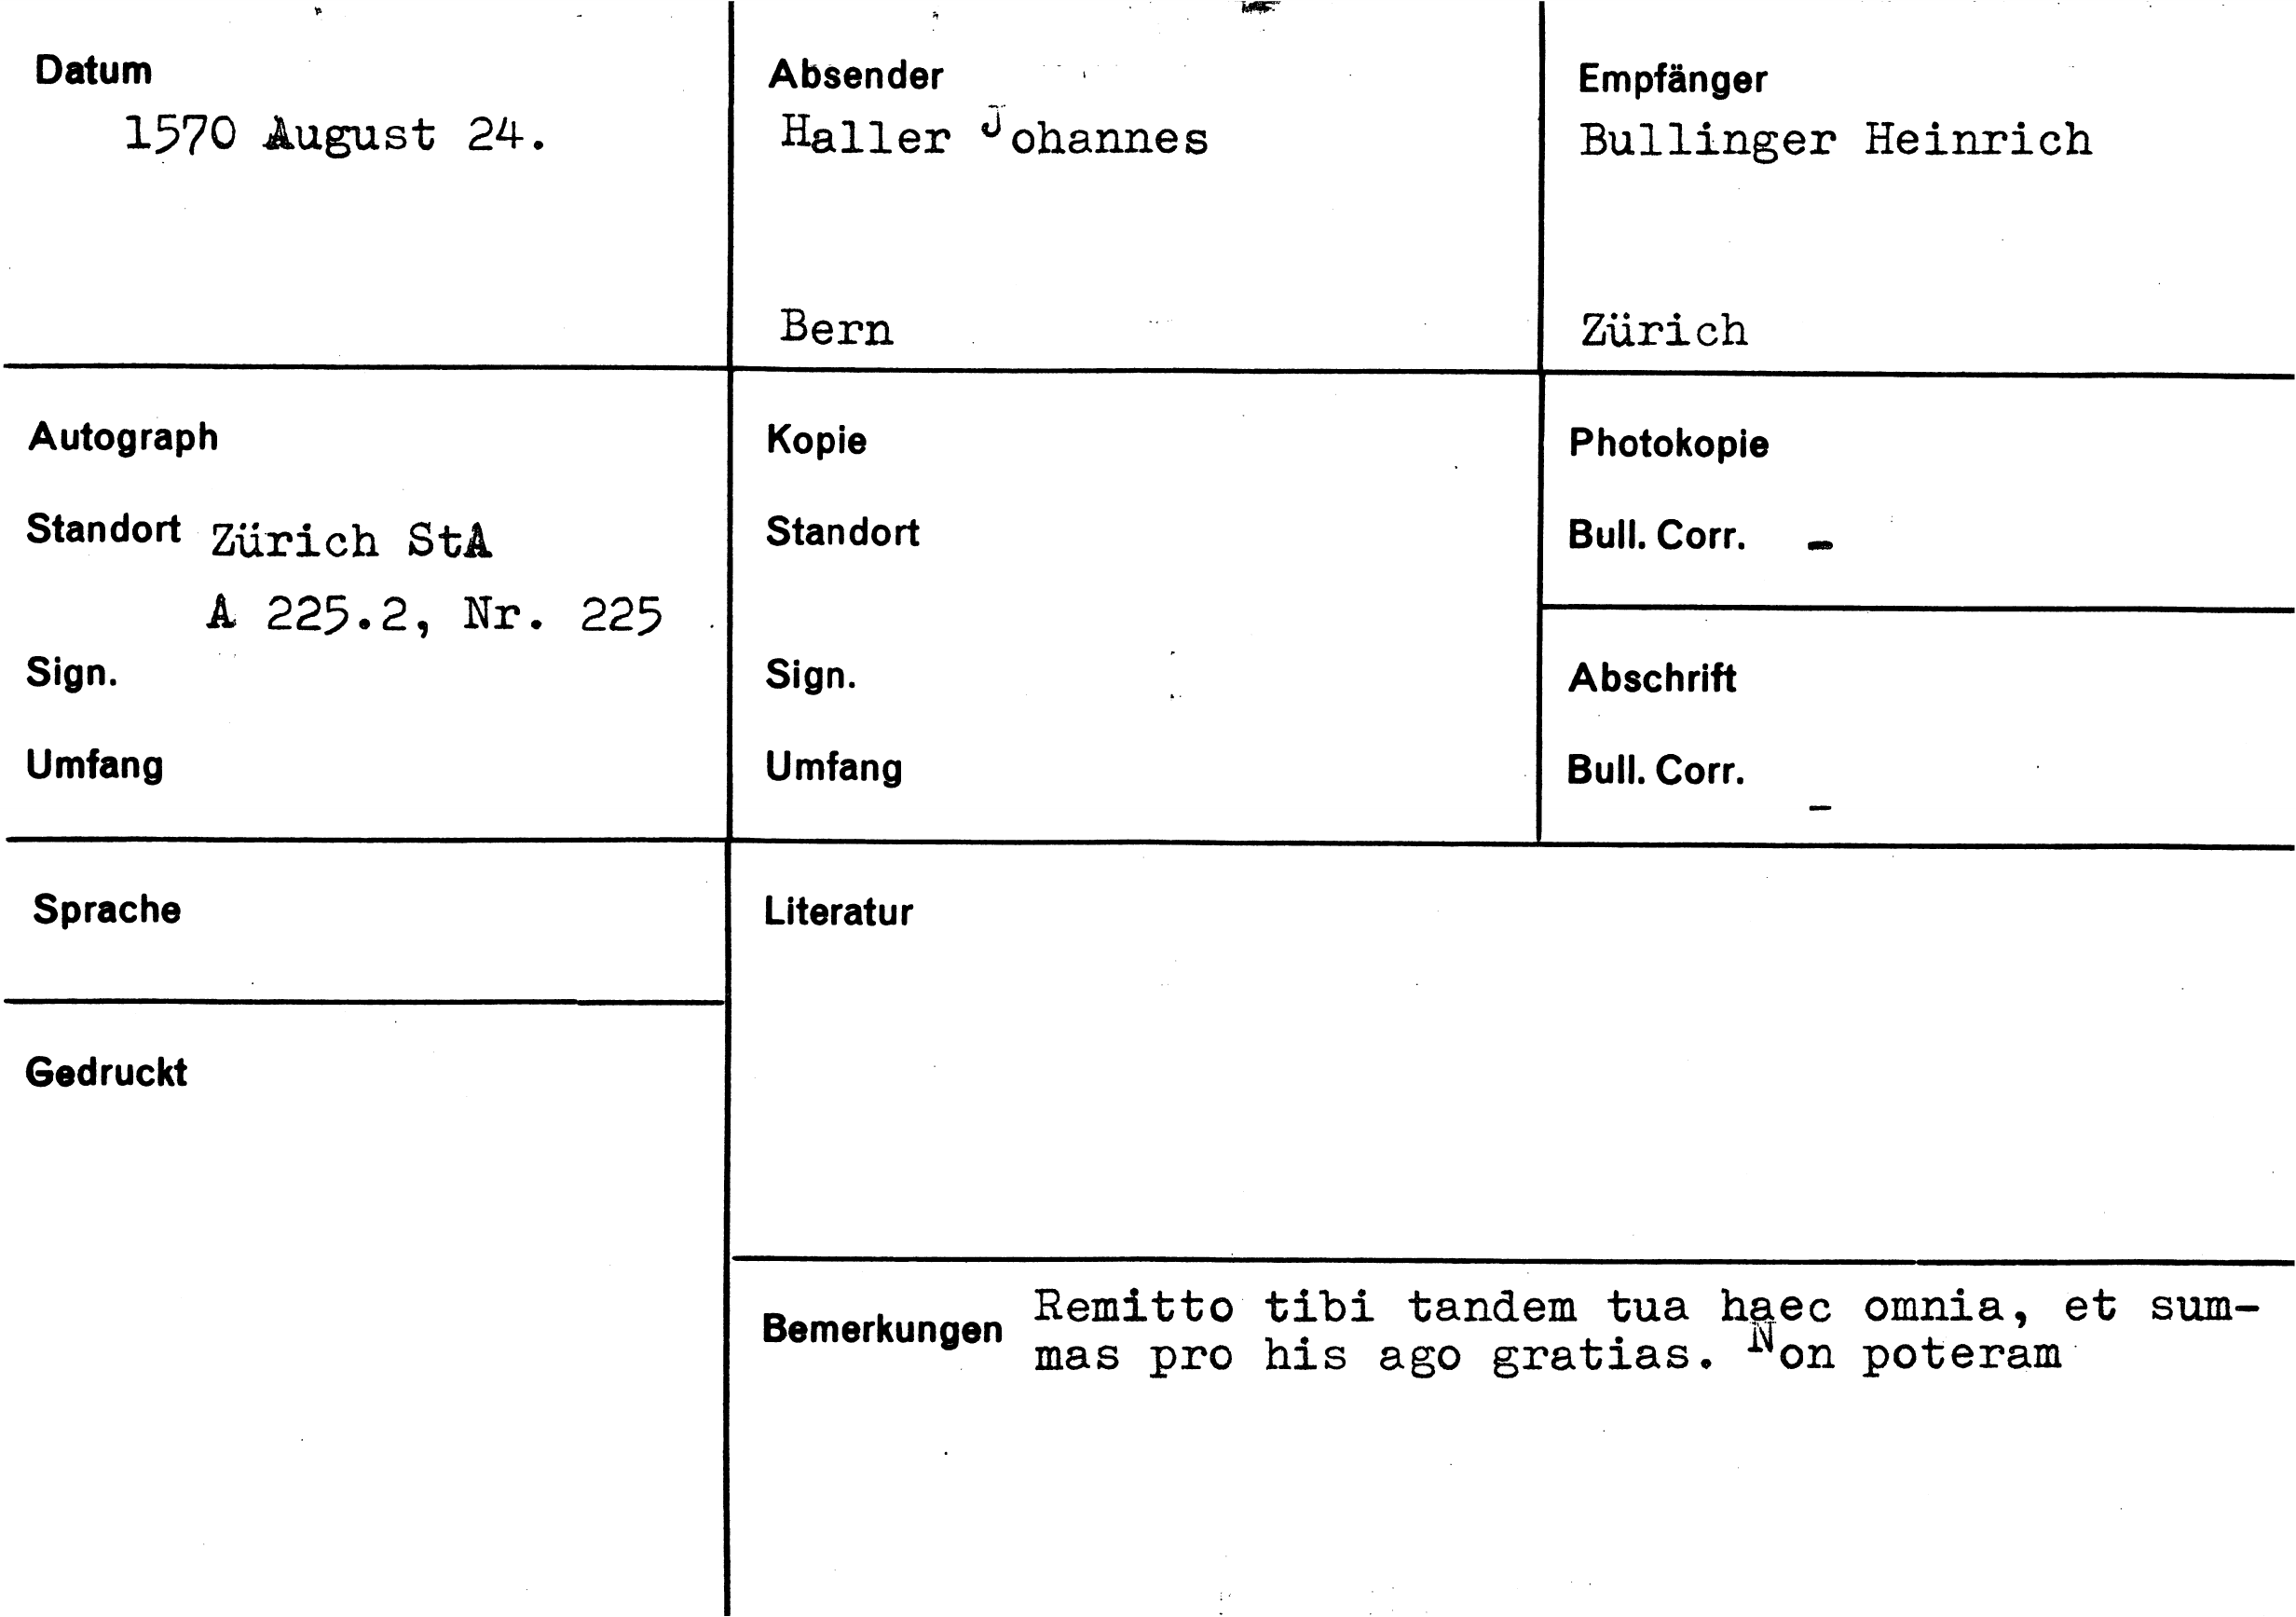 Datum
1570 August 24.
Absender
Haller Johannes
Bern
Empfänger
Bullinger Heinrich
Zürich
Autograph
Standort Zürich StA
A 225.2, Nr. 225
Sign.
Umfang
Kopie
Standort
Sign.
Umfang
Photokopie
Bull. Corr. -
Abschrift
Bull. Corr. -
Sprache
Literatur
Gedruckt
Bemerkungen
Remitto tibi tandem tua haec omnia, et sum-
mas pro his ago gratias. Non poteram